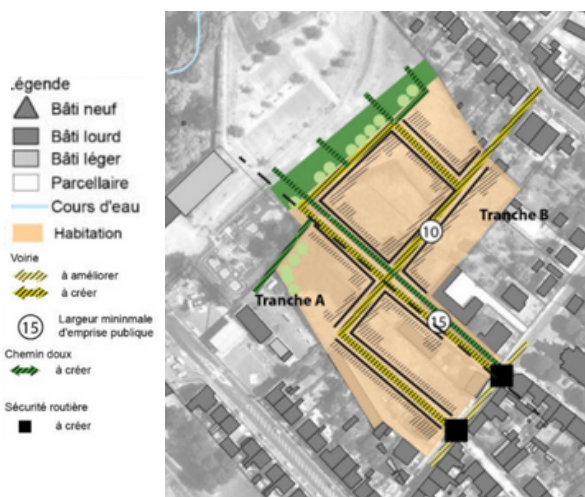 Légende
Bâti neuf
Bâti lourd
Bâti léger
Parcellaire
Cours d'eau
Habitation
Voirie
à améliorer
à créer
15
Largeur mininmale
d'emprise publique
Chemin doux
à créer
Sécurité routière
à créer
Tranche B
10
Tranche A
15